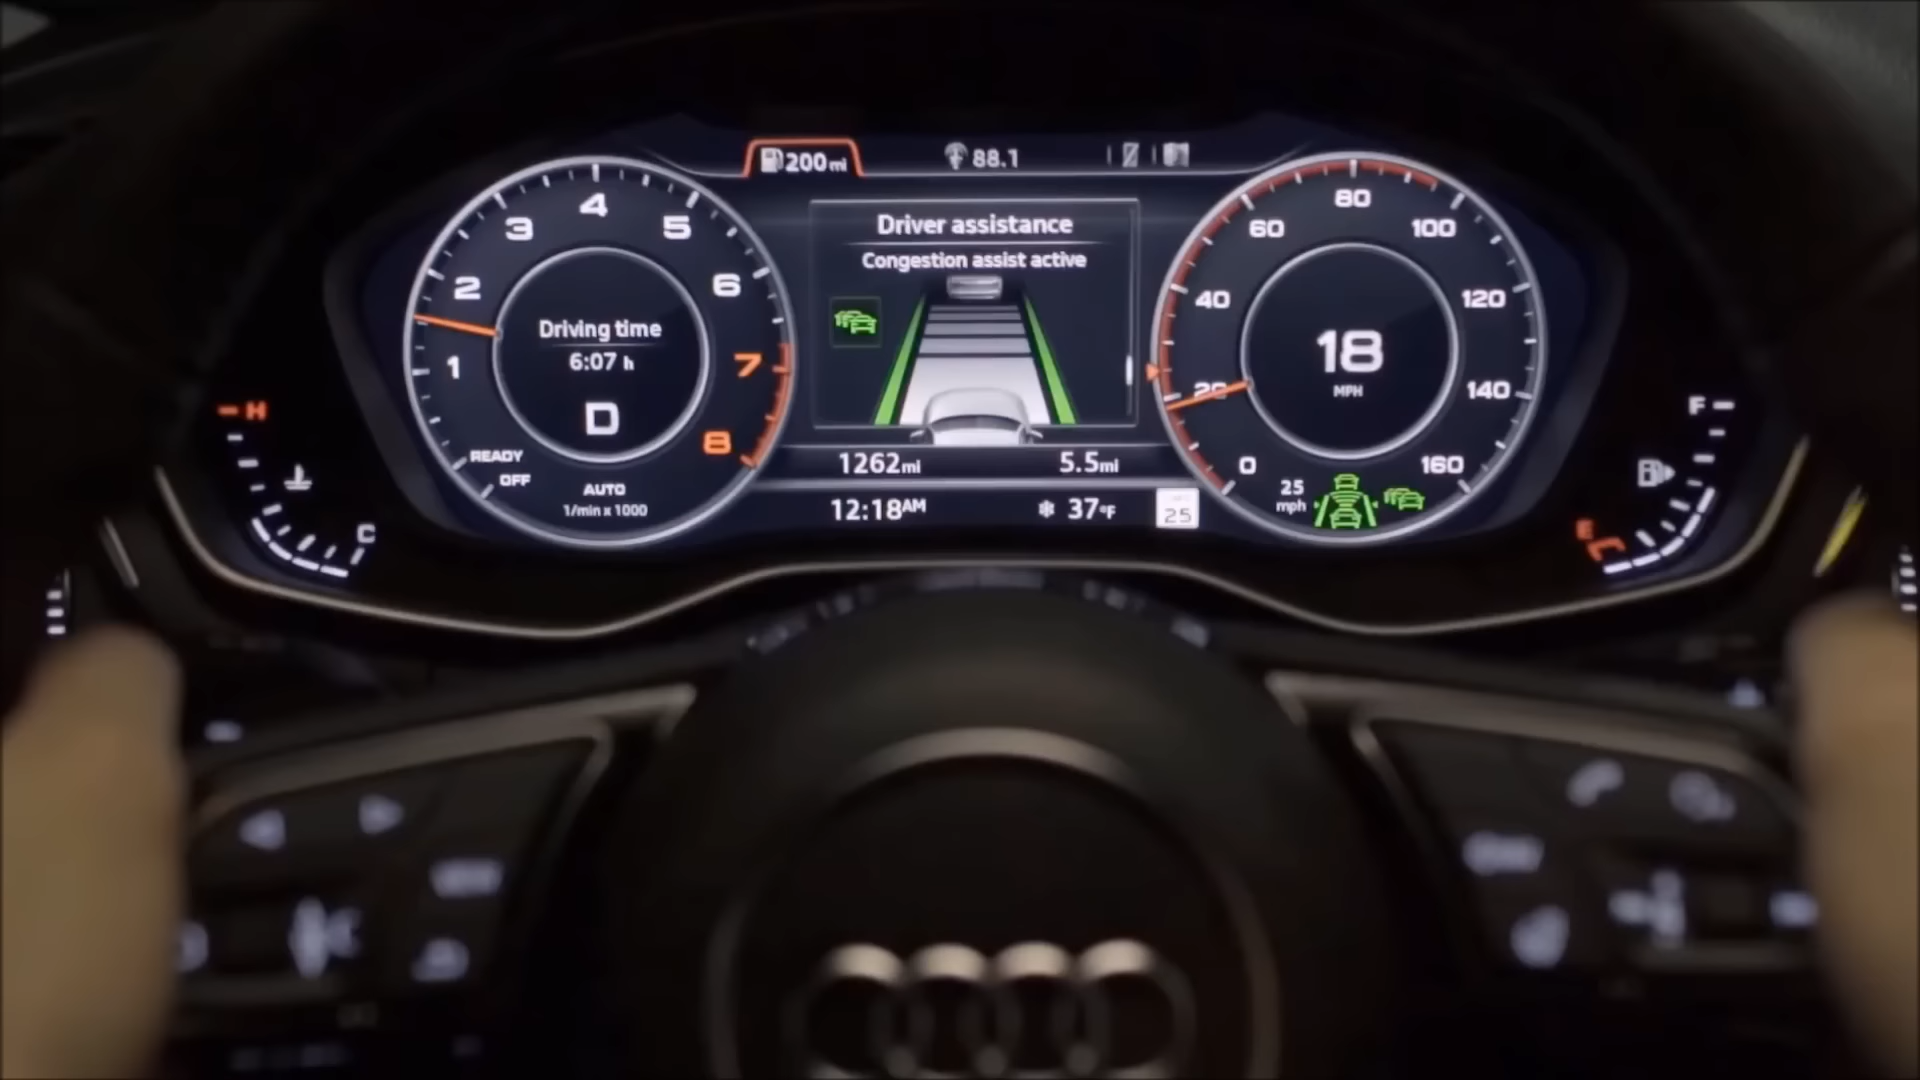 200mi
88.1
Driver assistance
Congestion assist active
1
2
3
4
5
6
7
8
Driving time
6:07 h
D
READY
OFF
AUTO
1/min x 1000
1262mi
5.5mi
12:18AM
37°F
25
0
20
40
60
80
100
120
140
160
18
MPH
25
mph
H
C
F
E
VIEW